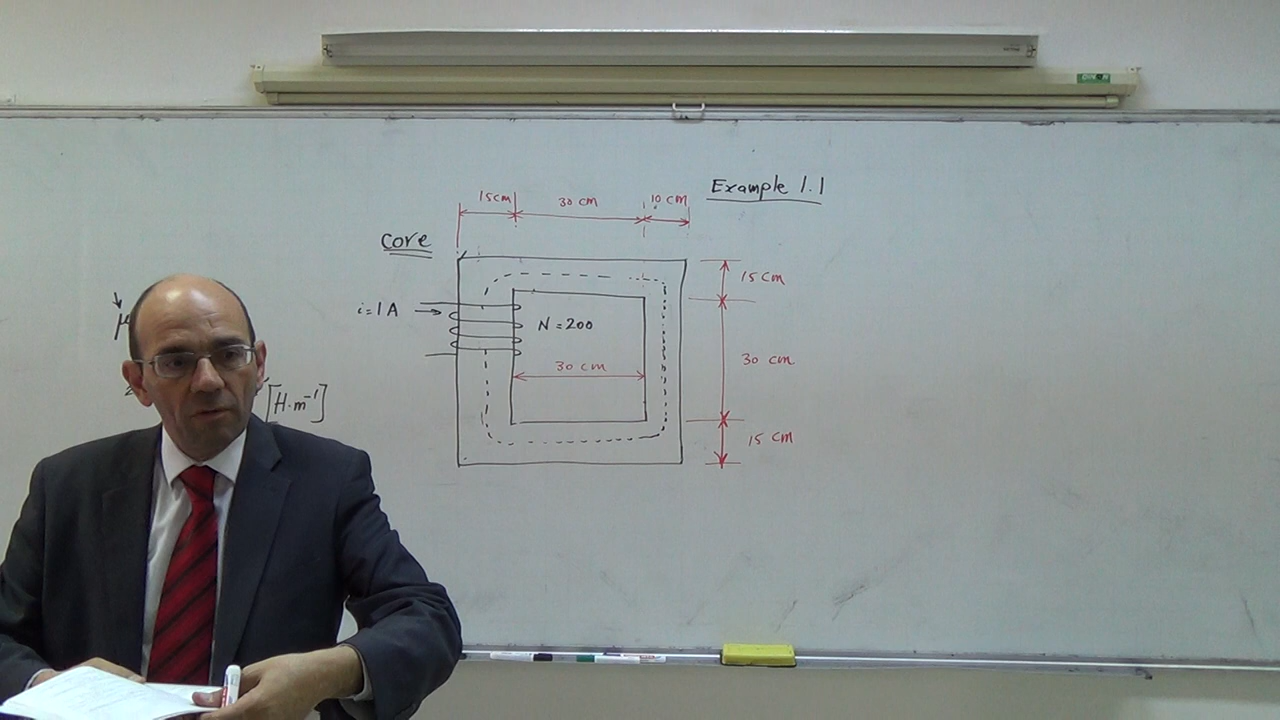 Example 1.1
15cm
30 cm
10 cm
core
15 cm
i=1A
N=200
30 cm
30 cm
μ
[H·m⁻¹]
15 cm